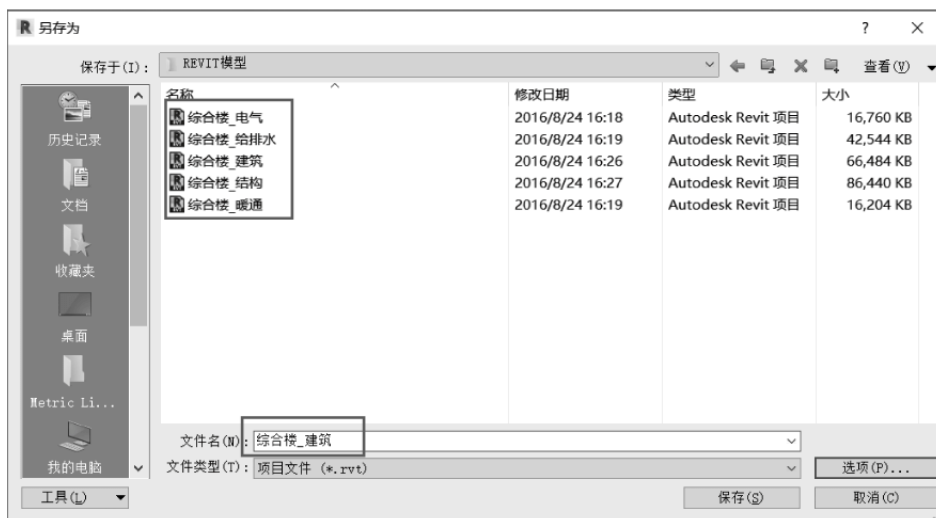 R 另存为 ? ×
保存于(I): REVIT模型 查看(V)
名称 修改日期 类型 大小
综合楼_电气 2016/8/24 16:18 Autodesk Revit 项目 16,760 KB
综合楼_给排水 2016/8/24 16:19 Autodesk Revit 项目 42,544 KB
综合楼_建筑 2016/8/24 16:26 Autodesk Revit 项目 66,484 KB
综合楼_结构 2016/8/24 16:27 Autodesk Revit 项目 86,440 KB
综合楼_暖通 2016/8/24 16:19 Autodesk Revit 项目 16,204 KB
历史记录
文档
收藏夹
桌面
Metric Li...
我的电脑
文件名(N): 综合楼_建筑
文件类型(T): 项目文件 (*.rvt) 选项(P)...
工具(L) 保存(S) 取消(C)